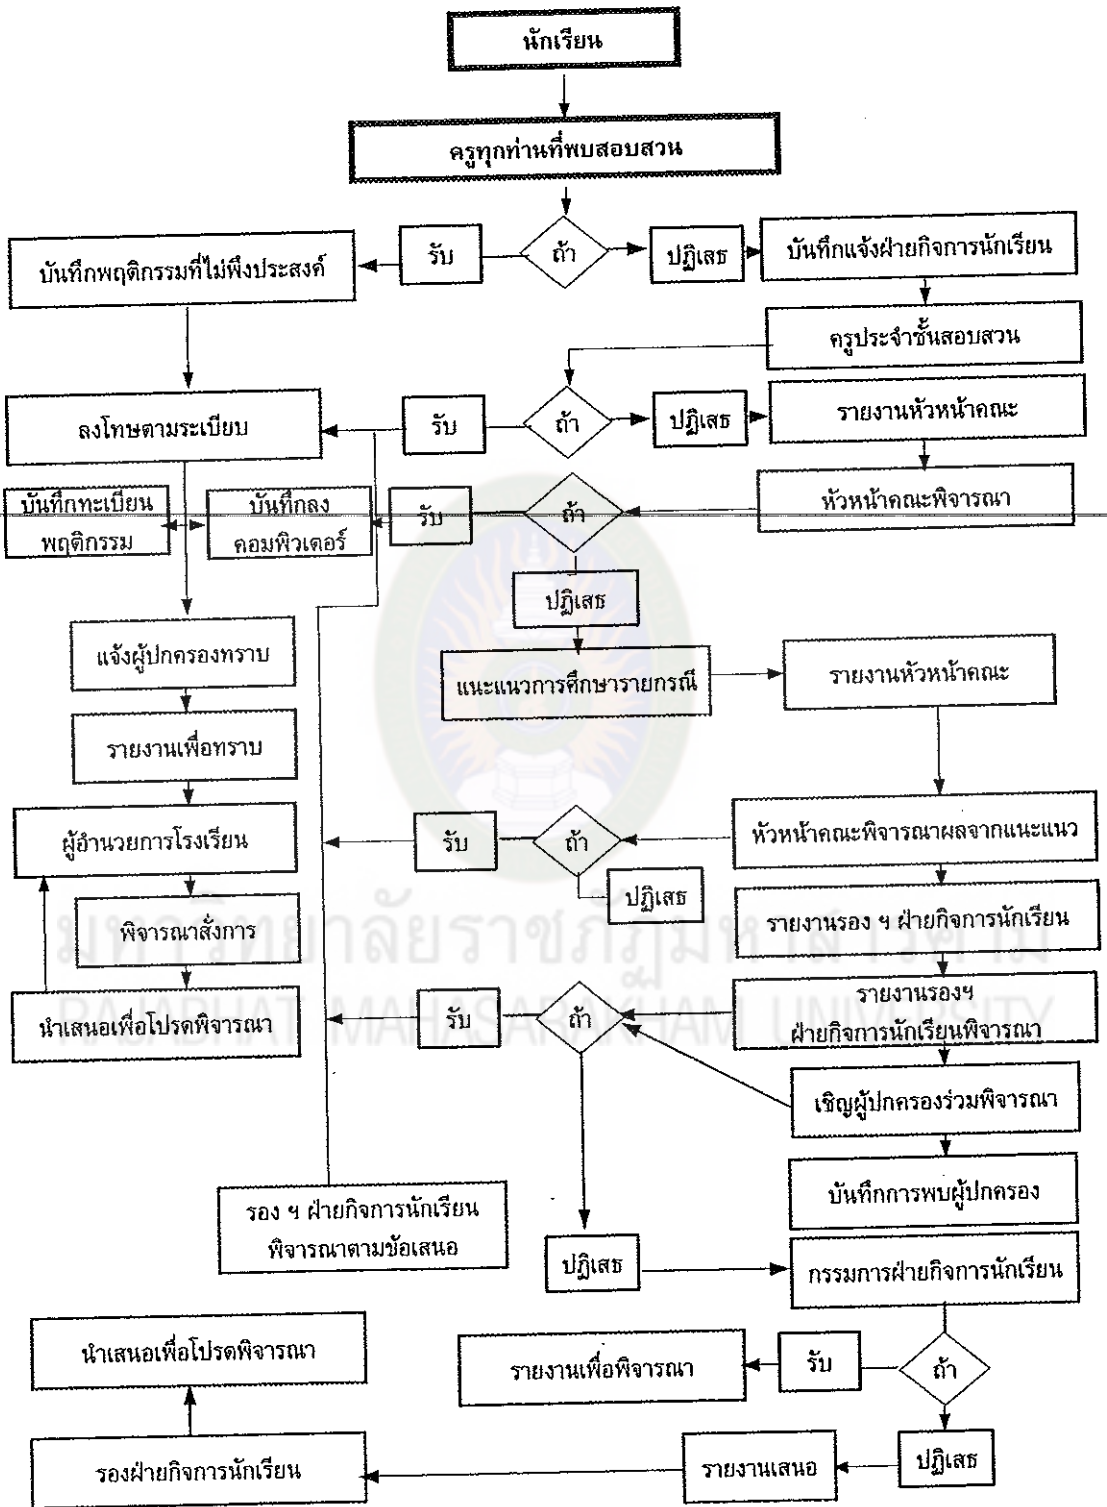 นักเรียน
ครูทุกท่านที่พบสอบสวน
ถ้า
รับ
ปฏิเสธ
บันทึกพฤติกรรมที่ไม่พึงประสงค์
บันทึกแจ้งฝ่ายกิจการนักเรียน
ครูประจำชั้นสอบสวน
ลงโทษตามระเบียบ
รับ
ถ้า
ปฏิเสธ
รายงานหัวหน้าคณะ
บันทึกทะเบียน
พฤติกรรม
บันทึกลง
คอมพิวเตอร์
รับ
ถ้า
หัวหน้าคณะพิจารณา
ปฏิเสธ
แจ้งผู้ปกครองทราบ
แนะแนวการศึกษารายกรณี
รายงานหัวหน้าคณะ
รายงานเพื่อทราบ
ผู้อำนวยการโรงเรียน
รับ
ถ้า
หัวหน้าคณะพิจารณาผลจากแนะแนว
ปฏิเสธ
พิจารณาสั่งการ
รายงานรอง ฯ ฝ่ายกิจการนักเรียน
มหาวิทยาลัยราชภัฏมหาสารคาม
RAJABHAT MAHASARAKHAM UNIVERSITY
นำเสนอเพื่อโปรดพิจารณา
รับ
ถ้า
รายงานรองฯ
ฝ่ายกิจการนักเรียนพิจารณา
เชิญผู้ปกครองร่วมพิจารณา
บันทึกการพบผู้ปกครอง
รอง ฯ ฝ่ายกิจการนักเรียน
พิจารณาตามข้อเสนอ
ปฏิเสธ
กรรมการฝ่ายกิจการนักเรียน
นำเสนอเพื่อโปรดพิจารณา
รายงานเพื่อพิจารณา
รับ
ถ้า
รองฝ่ายกิจการนักเรียน
รายงานเสนอ
ปฏิเสธ